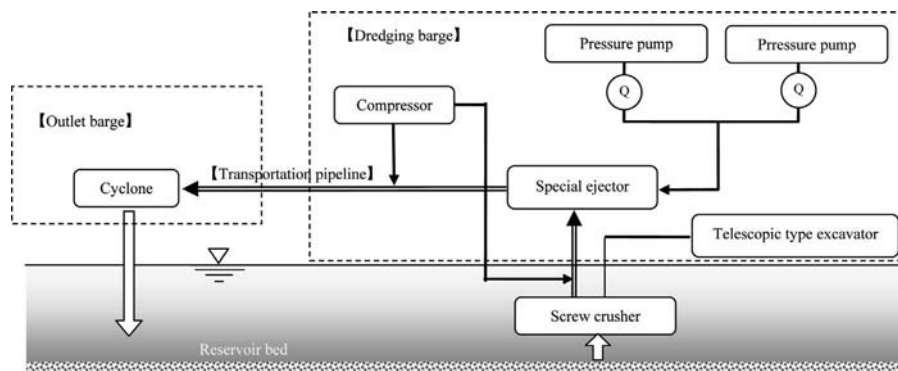 【Dredging barge】
Pressure pump
Prressure pump
Q
Q
Compressor
【Outlet barge】
【Transportation pipeline】
Cyclone
Special ejector
Telescopic type excavator
Screw crusher
Reservoir bed